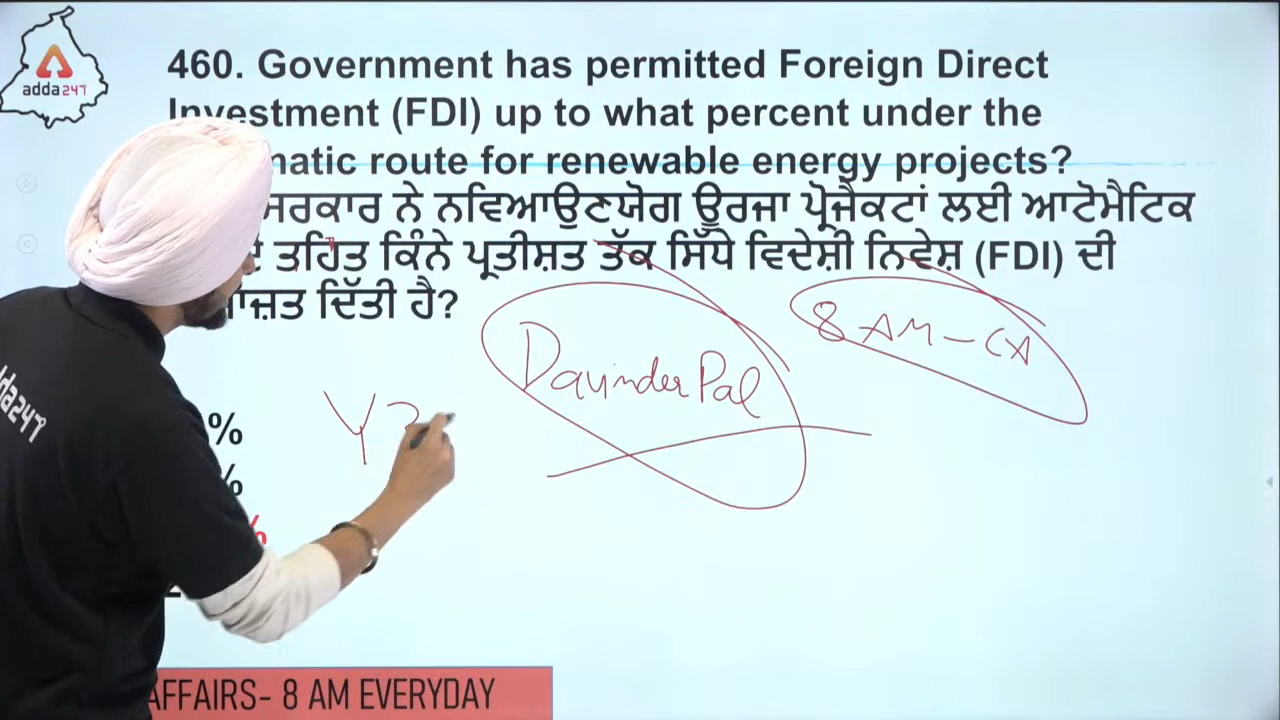 adda247
460. Government has permitted Foreign Direct
Investment (FDI) up to what percent under the
matic route for renewable energy projects?
ਸਰਕਾਰ ਨੇ ਨਵਿਆਉਣਯੋਗ ਊਰਜਾ ਪ੍ਰੋਜੈਕਟਾਂ ਲਈ ਆਟੋਮੈਟਿਕ
ਤਹਿਤ ਕਿੰਨੇ ਪ੍ਰਤੀਸ਼ਤ ਤੱਕ ਸਿੱਧੇ ਵਿਦੇਸ਼ੀ ਨਿਵੇਸ਼ (FDI) ਦੀ
ਦਿੱਤੀ ਹੈ?
8 AM - CA
Davinder Pal
%
%
%
adda247
AFFAIRS- 8 AM EVERYDAY